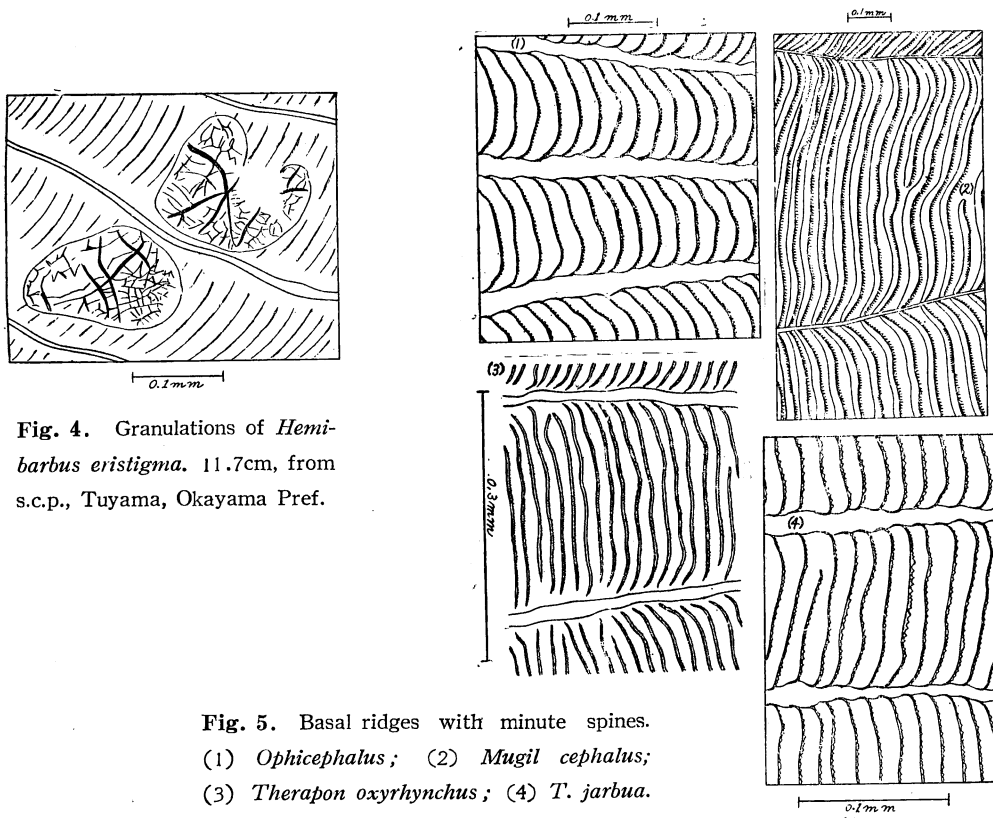 0.1mm
Fig. 4. Granulations of Hemi-
barbus eristigma. 11.7cm, from
s.c.p., Tuyama, Okayama Pref.
0.1mm
(1)
0.1mm
(2)
(3)
0.3mm
(4)
0.1mm
Fig. 5. Basal ridges with minute spines.
(1) Ophicephalus; (2) Mugil cephalus;
(3) Therapon oxyrhynchus; (4) T. jarbua.